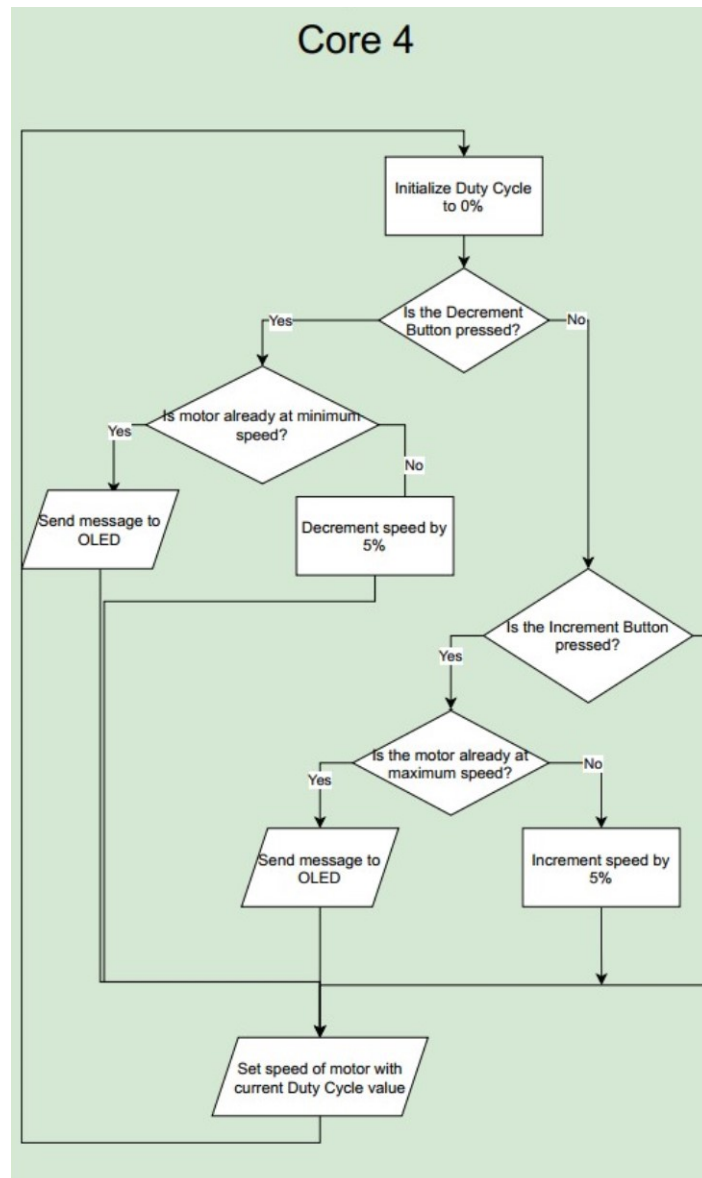 Core 4
Initialize Duty Cycle
to 0%
Is the Decrement
Button pressed?
Yes
No
Is motor already at minimum
speed?
Yes
No
Send message to
OLED
Decrement speed by
5%
Is the Increment Button
pressed?
Yes
Is the motor already at
maximum speed?
Yes
No
Send message to
OLED
Increment speed by
5%
Set speed of motor with
current Duty Cycle value